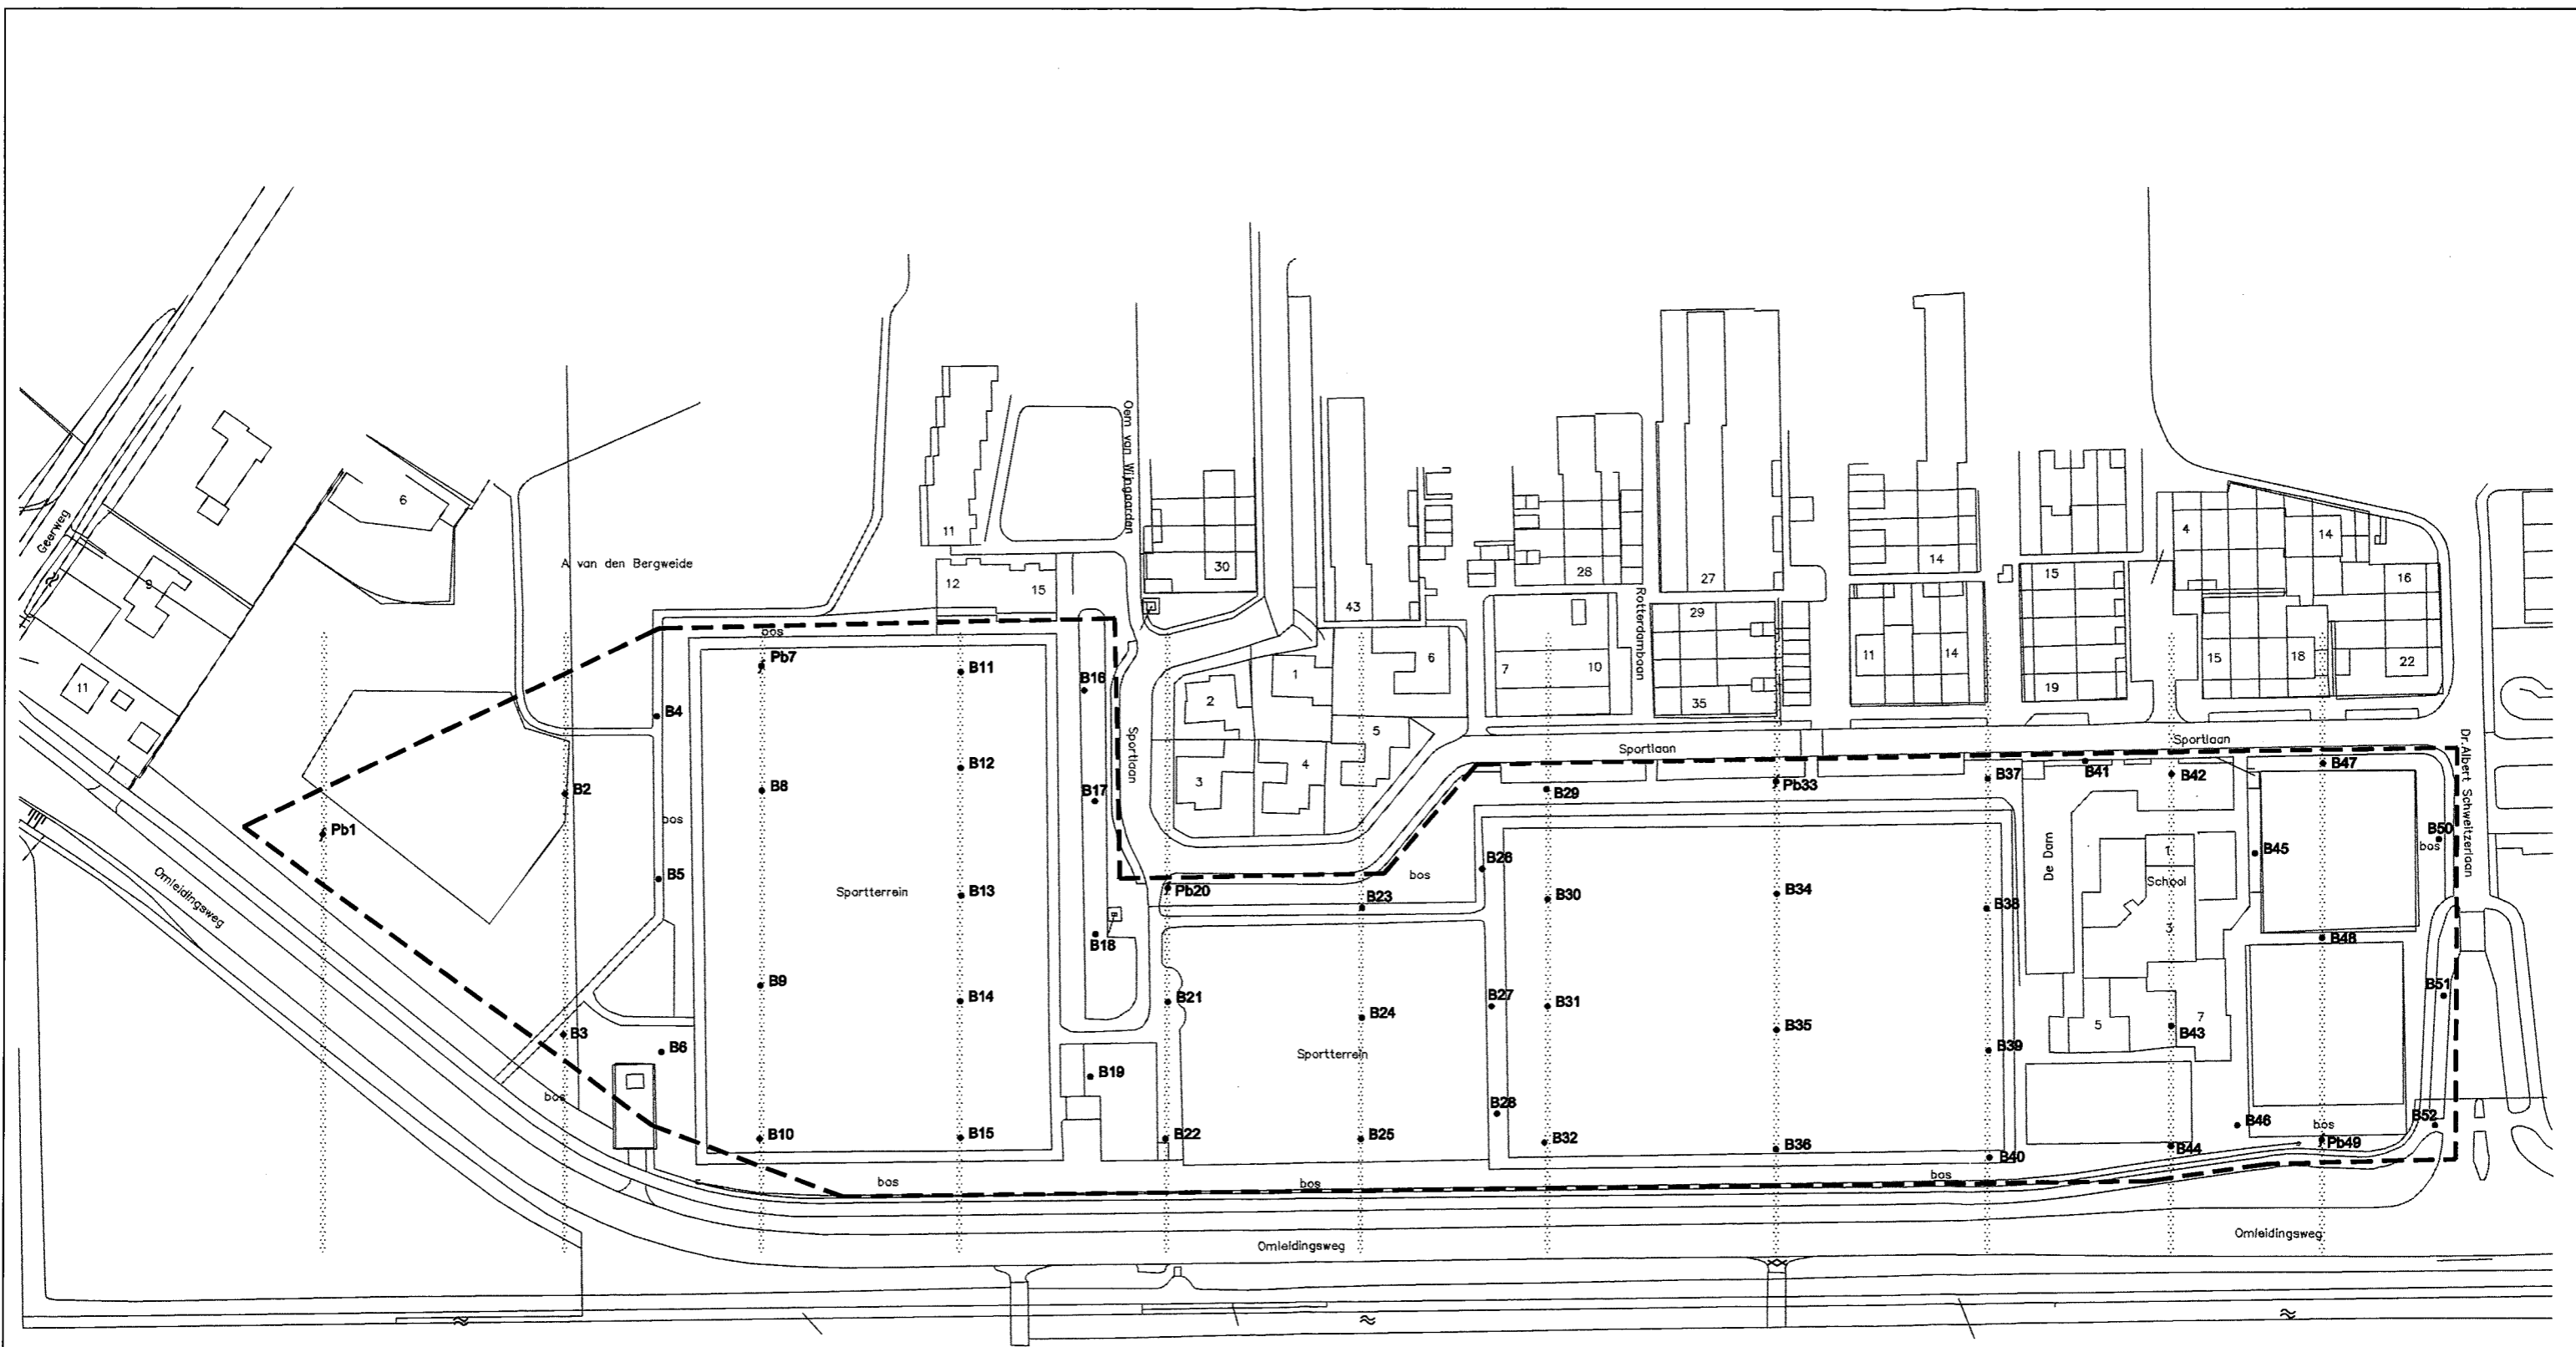 Geerweg
9
11
6
A. van den Bergweide
11
12
15
Oem van Wijngaarden
30
43
1
2
3
4
5
6
7
10
28
Rotterdambaan
27
29
35
14
11
14
15
19
4
14
16
15
18
22
bos
Pb7
B11
B16
Sportlaan
B4
B12
B17
B8
B2
Pb1
bos
B5
Sportterrein
B13
B18
B9
B14
B3
B6
bos
B10
B15
B19
Pb20
B21
B22
B23
B24
Sportterrein
B25
bos
B26
B27
B28
Sportlaan
B29
B30
B31
B32
Pb33
B34
B35
B36
B37
B38
B39
B40
De Dam
B41
B42
1
School
3
5
7
B43
B44
Sportlaan
B47
B45
B48
B46
bos
Pb49
B50
bos
B51
B52
Dr Albert Schweitzerlaan
bos
bos
bos
Omleidingsweg
Omleidingsweg
Omleidingsweg